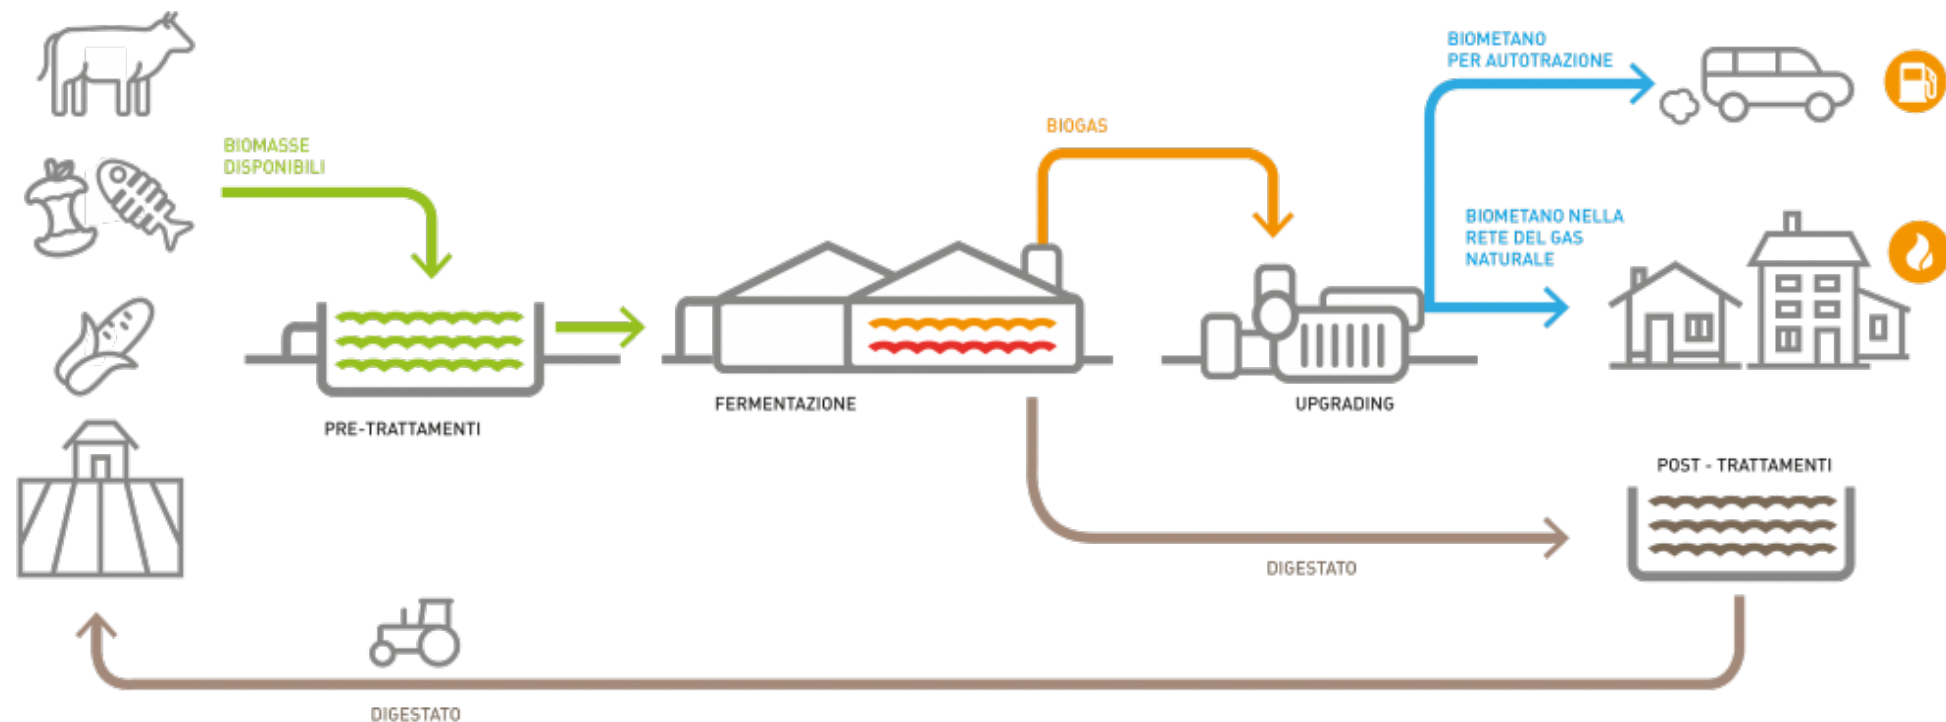 BIOMETANO
PER AUTOTRAZIONE
BIOGAS
BIOMASSE
DISPONIBILI
BIOMETANO NELLA
RETE DEL GAS
NATURALE
FERMENTAZIONE
UPGRADING
PRE-TRATTAMENTI
POST - TRATTAMENTI
DIGESTATO
DIGESTATO